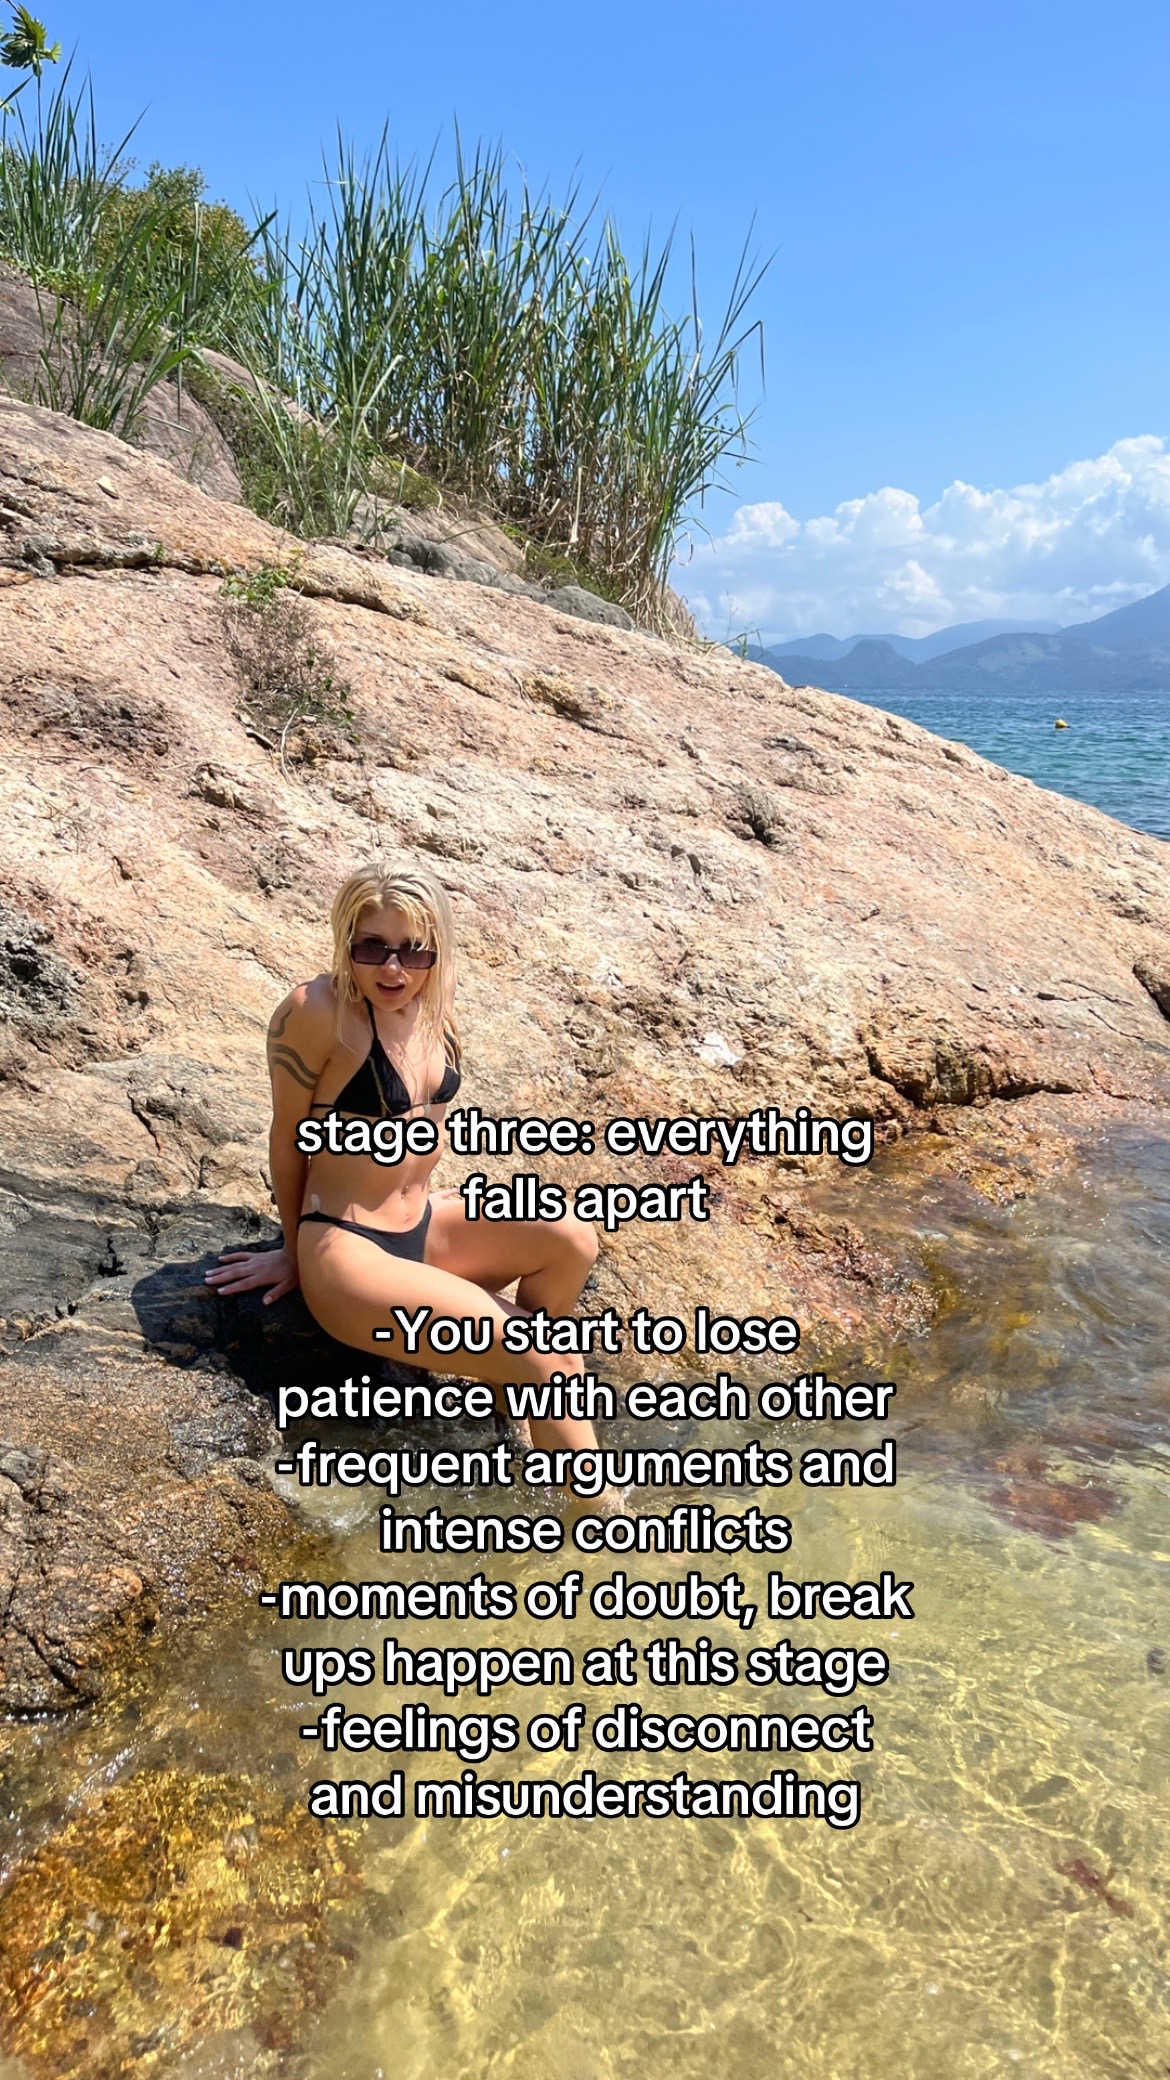 stage three: everything
falls apart
-You start to lose
patience with each other
-frequent arguments and
intense conflicts
-moments of doubt, break
ups happen at this stage
-feelings of disconnect
and misunderstanding